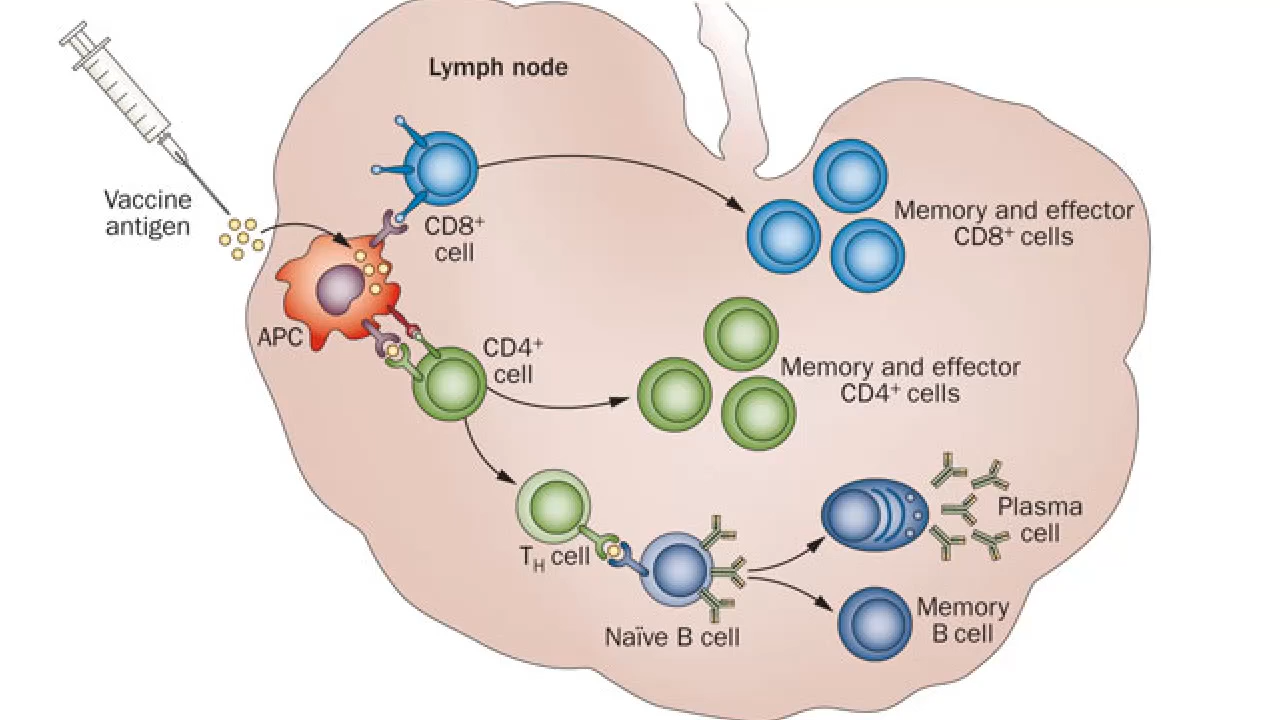 Lymph node
Vaccine
antigen
CD8⁺
cell
Memory and effector
CD8⁺ cells
APC
CD4⁺
cell
Memory and effector
CD4⁺ cells
T_H cell
Naïve B cell
Plasma
cell
Memory
B cell